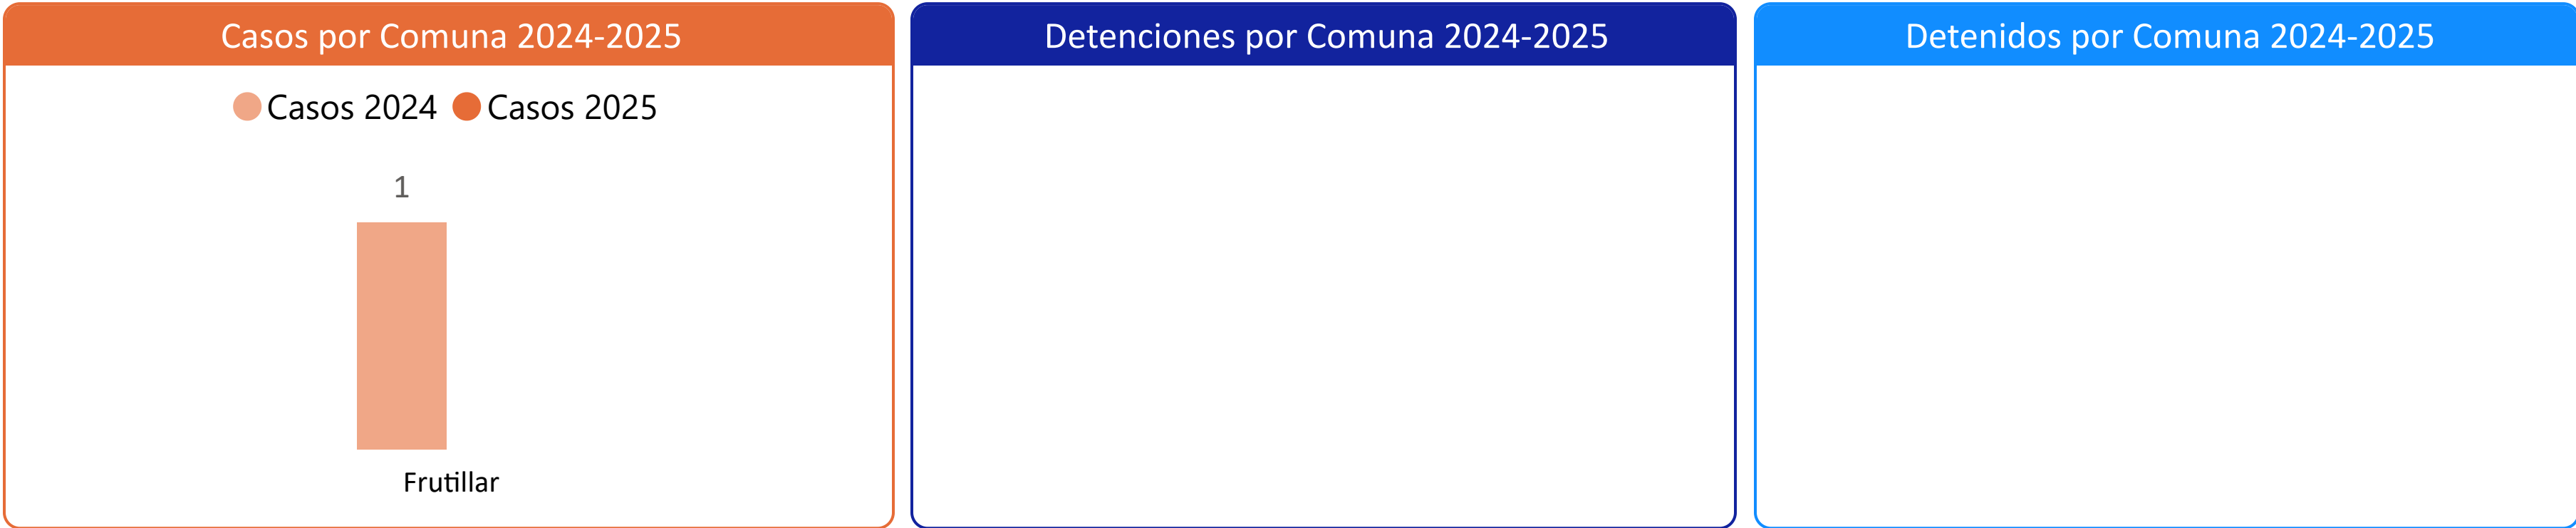 Casos por Comuna 2024-2025
Casos 2024 Casos 2025
1
Frutillar
Detenciones por Comuna 2024-2025
Detenidos por Comuna 2024-2025